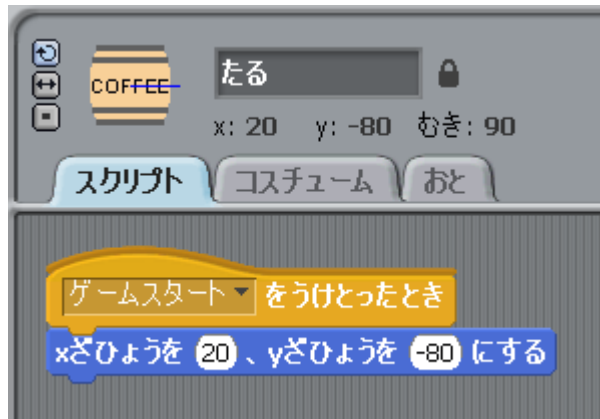 たる
COFFEE
x: 20 y: -80 むき: 90
スクリプト コスチューム おと
ゲームスタート をうけとったとき
xざひょうを 20 、yざひょうを -80 にする